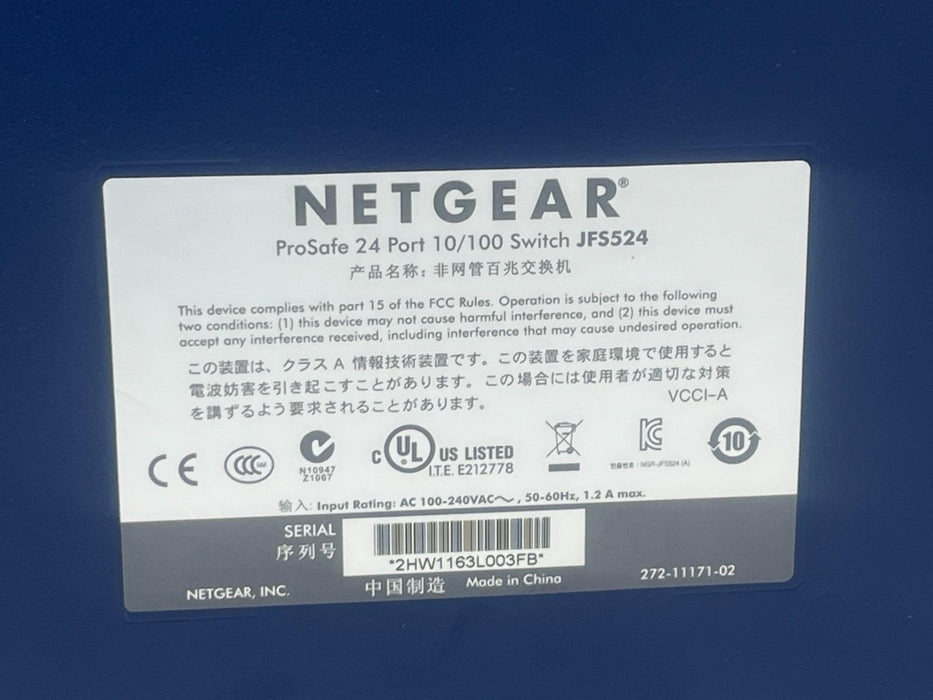 NETGEAR®
ProSafe 24 Port 10/100 Switch JFS524
产品名称: 非网管百兆交换机
This device complies with part 15 of the FCC Rules. Operation is subject to the following
two conditions: (1) this device may not cause harmful interference, and (2) this device must
accept any interference received, including interference that may cause undesired operation.
この装置は、クラス A 情報技術装置です。この装置を家庭環境で使用すると
電波妨害を引き起こすことがあります。この場合には使用者が適切な対策
を講ずるよう要求されることがあります。
VCCI-A
CE
CCC
N10947
Z1067
C UL US LISTED
I.T.E. E212778
인증번호 : NGR-JFS524 (A)
10
输入: Input Rating: AC 100-240VAC～, 50-60Hz, 1.2 A max.
SERIAL
序列号
*2HW1163L003FB*
NETGEAR, INC.
中国制造 Made in China
272-11171-02